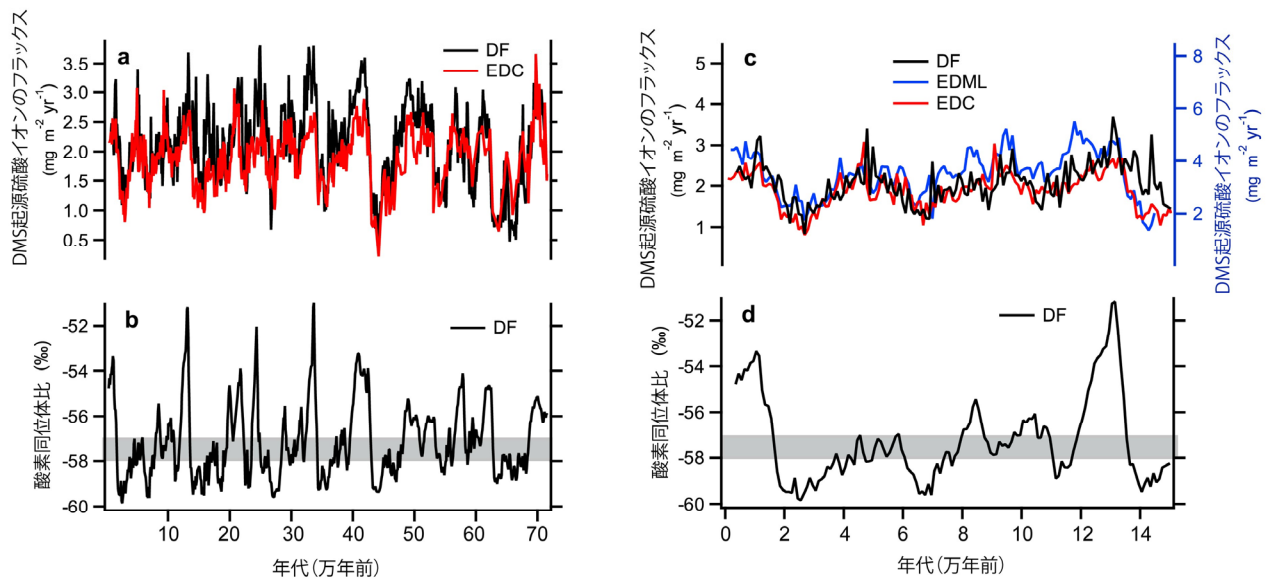 a
DF
EDC
DMS起源硫酸イオンのフラックス
(mg m⁻² yr⁻¹)
3.5
3.0
2.5
2.0
1.5
1.0
0.5
b
DF
酸素同位体比 (‰)
-52
-54
-56
-58
-60
10
20
30
40
50
60
70
年代(万年前)
c
DF
EDML
EDC
DMS起源硫酸イオンのフラックス
(mg m⁻² yr⁻¹)
5
4
3
2
1
8
6
4
2
DMS起源硫酸イオンのフラックス
(mg m⁻² yr⁻¹)
d
DF
酸素同位体比 (‰)
-52
-54
-56
-58
-60
0
2
4
6
8
10
12
14
年代(万年前)